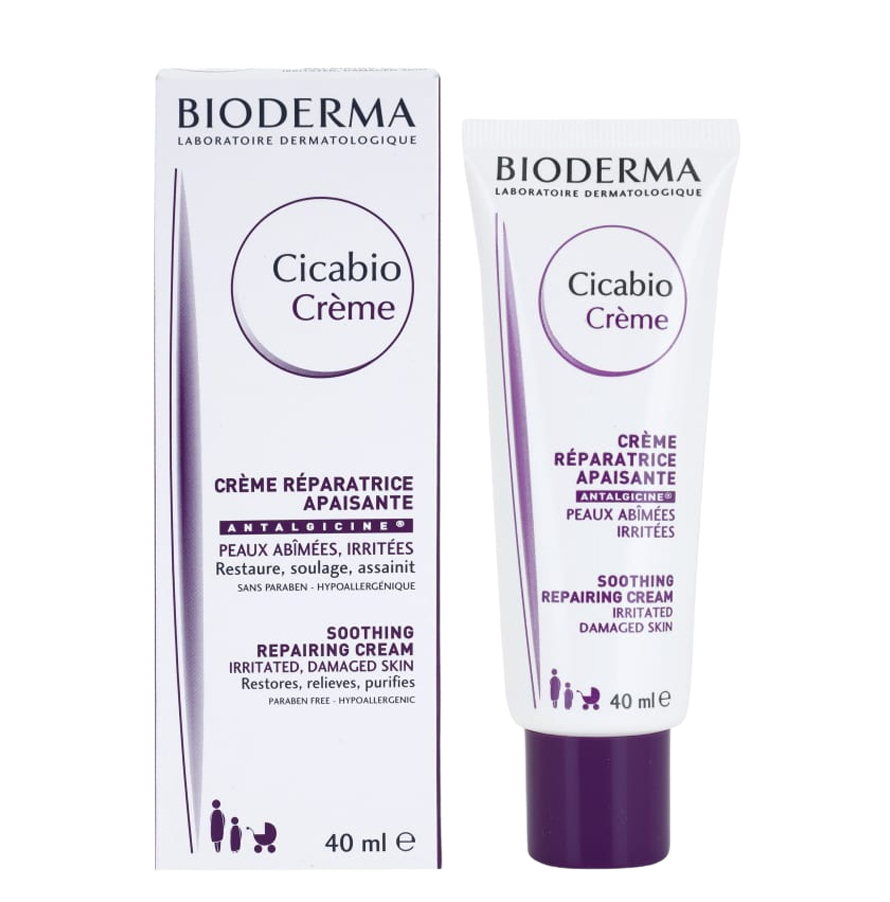 BIODERMA
LABORATOIRE DERMATOLOGIQUE
Cicabio
Crème
CRÈME RÉPARATRICE
APAISANTE
ANTALGICINE®
PEAUX ABÎMÉES, IRRITÉES
Restaure, soulage, assainit
SANS PARABEN - HYPOALLERGÉNIQUE
SOOTHING
REPAIRING CREAM
IRRITATED, DAMAGED SKIN
Restores, relieves, purifies
PARABEN FREE - HYPOALLERGENIC
40 ml ℮
BIODERMA
LABORATOIRE DERMATOLOGIQUE
Cicabio
Crème
CRÈME
RÉPARATRICE
APAISANTE
ANTALGICINE®
PEAUX ABÎMÉES
IRRITÉES
SOOTHING
REPAIRING CREAM
IRRITATED
DAMAGED SKIN
40 ml ℮